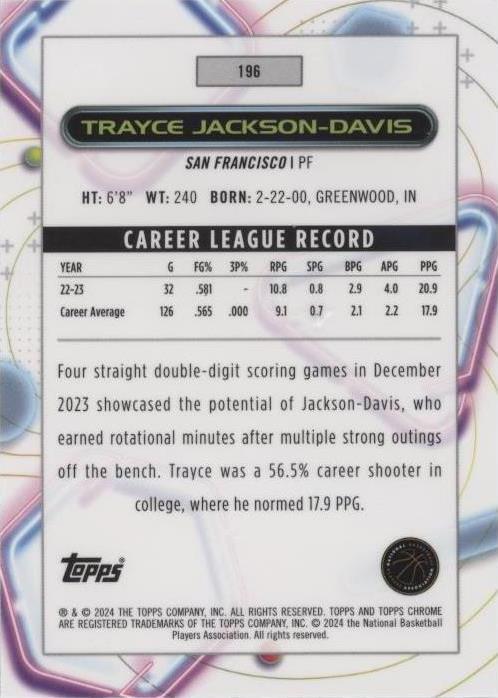 196
TRAYCE JACKSON-DAVIS
SAN FRANCISCO | PF
HT: 6'8" WT: 240 BORN: 2-22-00, GREENWOOD, IN
CAREER LEAGUE RECORD
YEAR G FG% 3P% RPG SPG BPG APG PPG
22-23 32 .581 - 10.8 0.8 2.9 4.0 20.9
Career Average 126 .565 .000 9.1 0.7 2.1 2.2 17.9
Four straight double-digit scoring games in December
2023 showcased the potential of Jackson-Davis, who
earned rotational minutes after multiple strong outings
off the bench. Trayce was a 56.5% career shooter in
college, where he normed 17.9 PPG.
Topps®
NATIONAL BASKETBALL
ASSOCIATION
® & © 2024 THE TOPPS COMPANY, INC. ALL RIGHTS RESERVED. TOPPS AND TOPPS CHROME
ARE REGISTERED TRADEMARKS OF THE TOPPS COMPANY, INC. © 2024 the National Basketball
Players Association. All rights reserved.